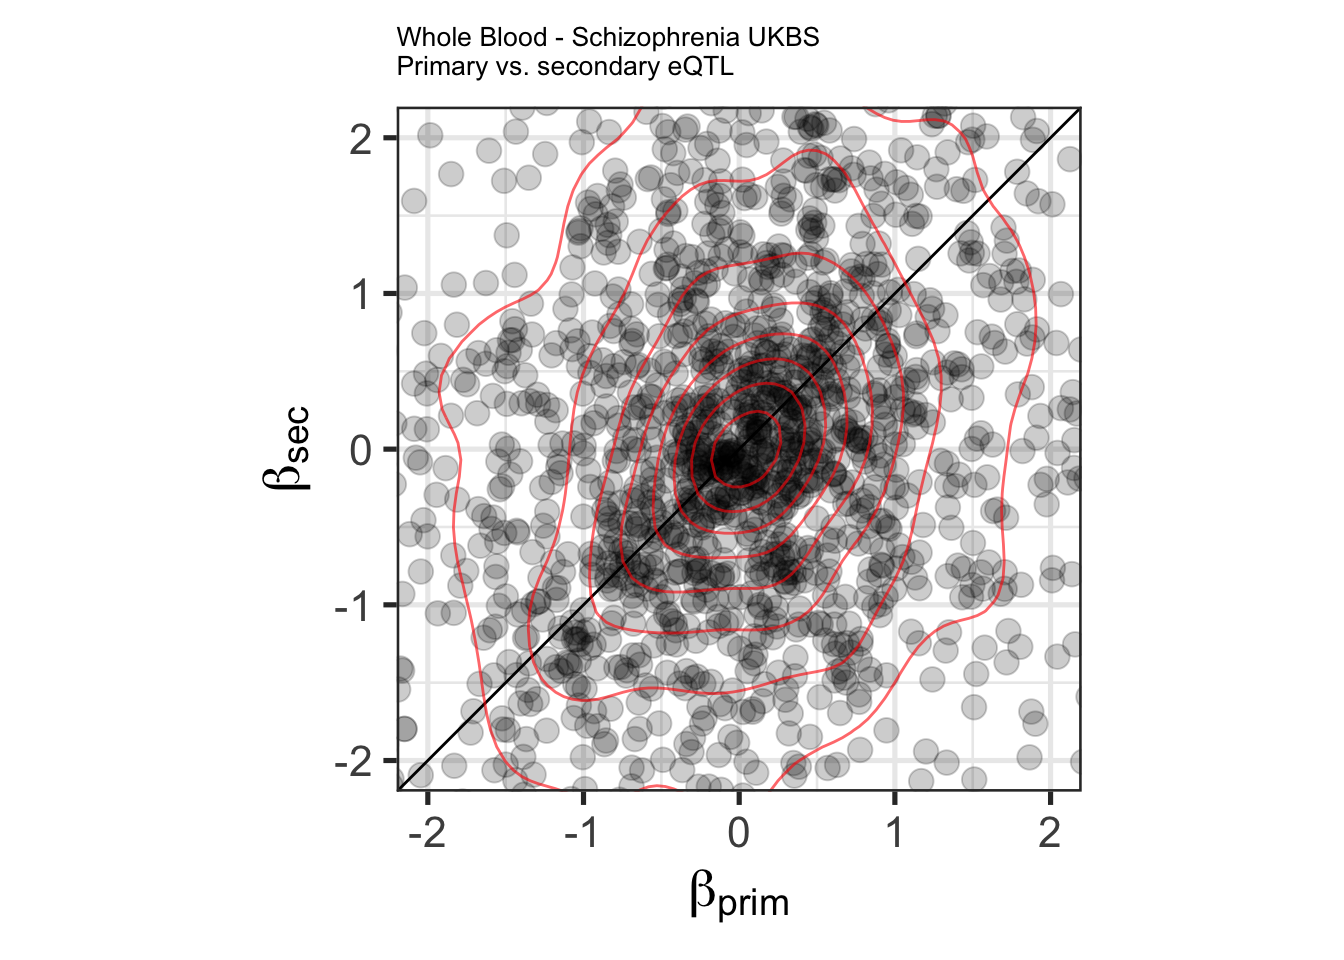 Whole Blood - Schizophrenia UKBS
Primary vs. secondary eQTL
2
1
0
-1
-2
βsec
-2 -1 0 1 2
βprim